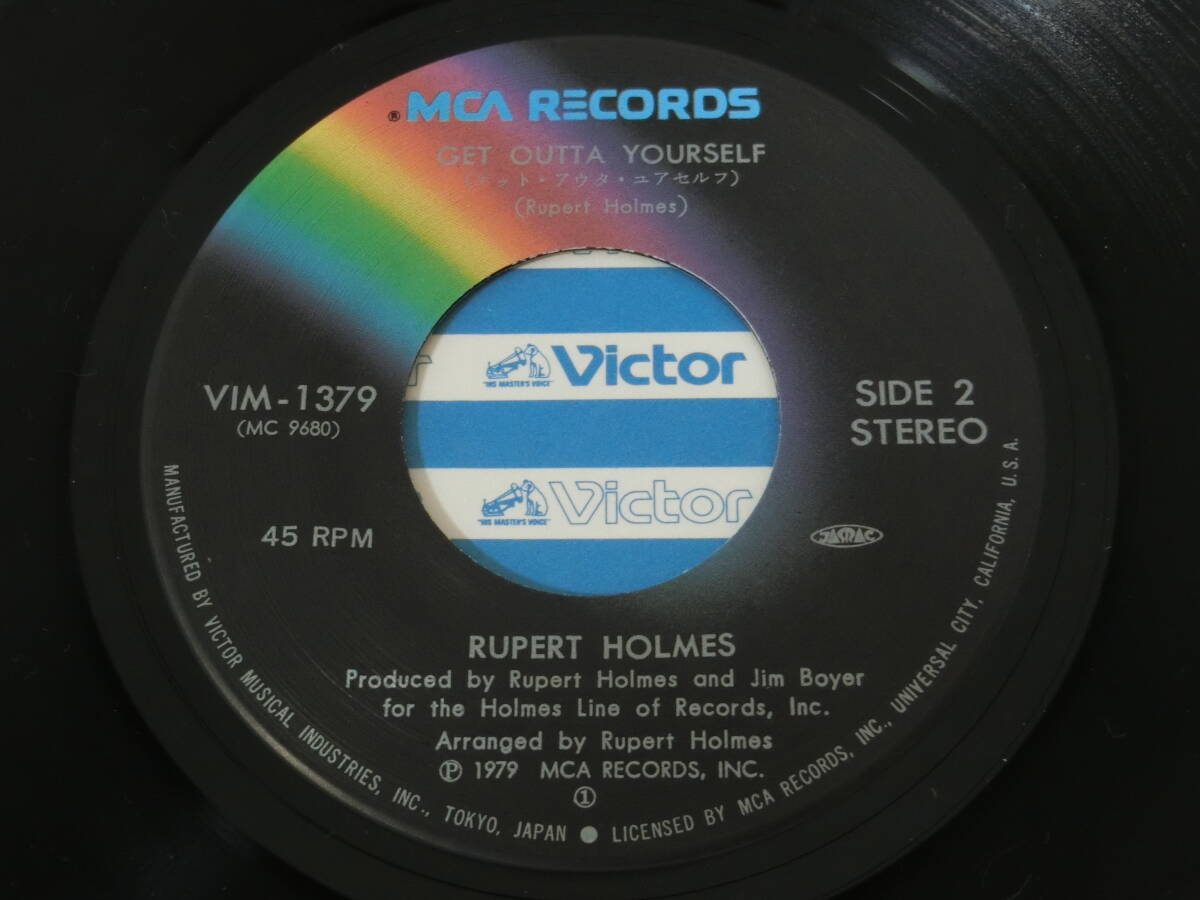 ® MCA RECORDS
GET OUTTA YOURSELF
(ゲット・アウタ・ユアセルフ)
(Rupert Holmes)
Victor
"HIS MASTER'S VOICE"
VIM-1379
(MC 9680)
SIDE 2
STEREO
Victor
"HIS MASTER'S VOICE"
45 RPM
JASRAC
RUPERT HOLMES
Produced by Rupert Holmes and Jim Boyer
for the Holmes Line of Records, Inc.
Arranged by Rupert Holmes
Ⓟ 1979 MCA RECORDS, INC.
①
MANUFACTURED BY VICTOR MUSICAL INDUSTRIES, INC., TOKYO, JAPAN ● LICENSED BY MCA RECORDS, INC., UNIVERSAL CITY, CALIFORNIA, U.S.A.